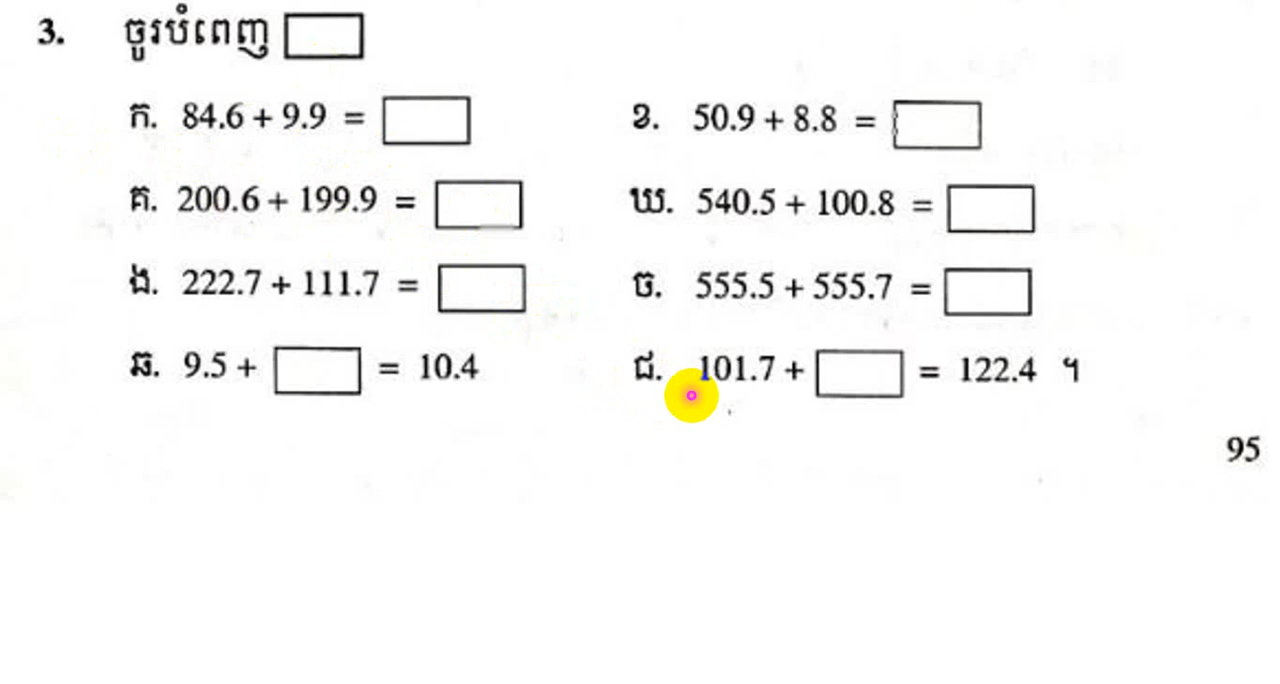 3. ចូរបំពេញ
ក. 84.6 + 9.9 =
ខ. 50.9 + 8.8 =
គ. 200.6 + 199.9 =
ឃ. 540.5 + 100.8 =
ង. 222.7 + 111.7 =
ច. 555.5 + 555.7 =
ឆ. 9.5 + = 10.4
ជ. 101.7 + = 122.4 ។
95